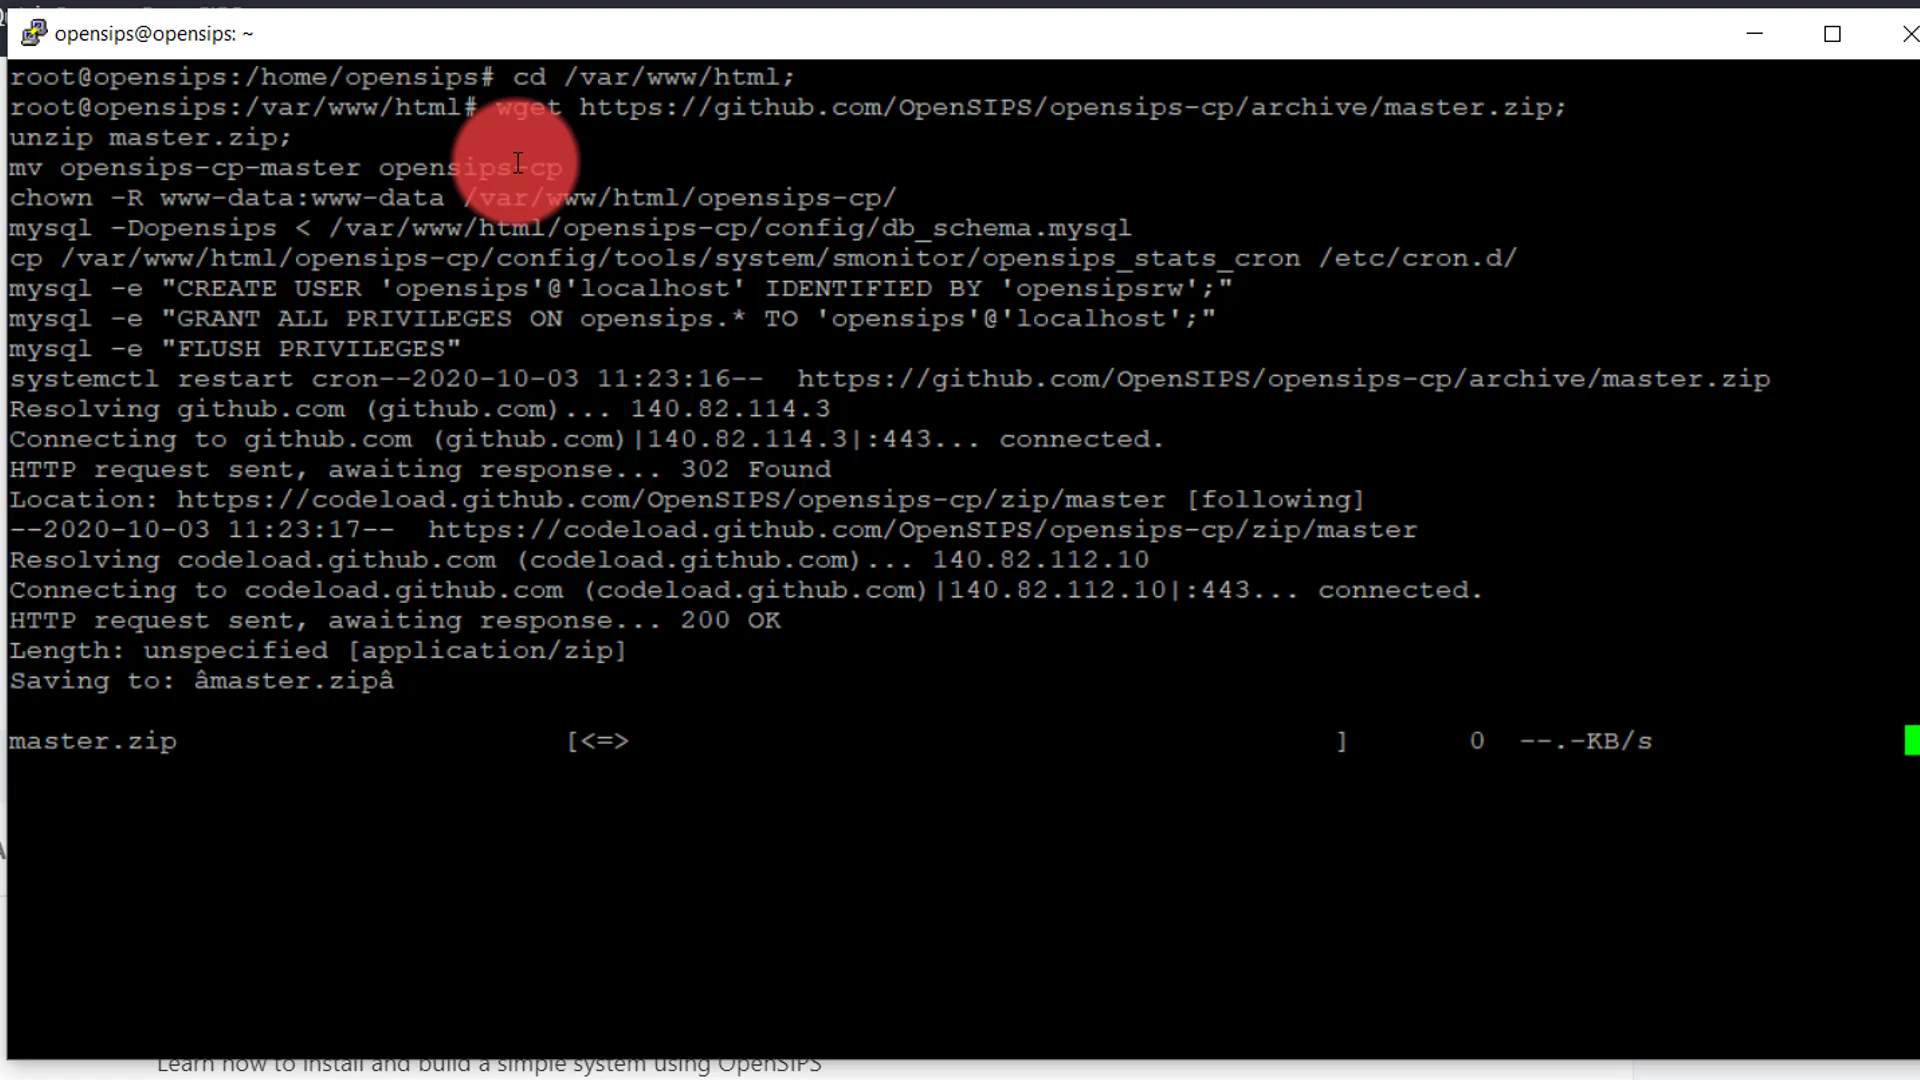 opensips@opensips: ~
root@opensips:/home/opensips# cd /var/www/html;
root@opensips:/var/www/html# wget https://github.com/OpenSIPS/opensips-cp/archive/master.zip;
unzip master.zip;
mv opensips-cp-master opensips-cp
chown -R www-data:www-data /var/www/html/opensips-cp/
mysql -Dopensips < /var/www/html/opensips-cp/config/db_schema.mysql
cp /var/www/html/opensips-cp/config/tools/system/smonitor/opensips_stats_cron /etc/cron.d/
mysql -e "CREATE USER 'opensips'@'localhost' IDENTIFIED BY 'opensipsrw';"
mysql -e "GRANT ALL PRIVILEGES ON opensips.* TO 'opensips'@'localhost';"
mysql -e "FLUSH PRIVILEGES"
systemctl restart cron--2020-10-03 11:23:16--  https://github.com/OpenSIPS/opensips-cp/archive/master.zip
Resolving github.com (github.com)... 140.82.114.3
Connecting to github.com (github.com)|140.82.114.3|:443... connected.
HTTP request sent, awaiting response... 302 Found
Location: https://codeload.github.com/OpenSIPS/opensips-cp/zip/master [following]
--2020-10-03 11:23:17--  https://codeload.github.com/OpenSIPS/opensips-cp/zip/master
Resolving codeload.github.com (codeload.github.com)... 140.82.112.10
Connecting to codeload.github.com (codeload.github.com)|140.82.112.10|:443... connected.
HTTP request sent, awaiting response... 200 OK
Length: unspecified [application/zip]
Saving to: âmaster.zipâ
master.zip [<=> ] 0 --.-KB/s
Learn how to install and build a simple system using OpenSIPS